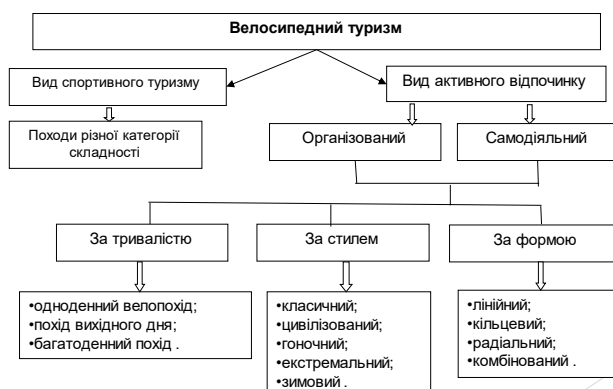 Велосипедний туризм
Вид спортивного туризму
Вид активного відпочинку
Походи різної категорії
складності
Організований
Самодіяльний
За тривалістю
За стилем
За формою
•одноденний велопохід;
•похід вихідного дня;
•багатоденний похід .
•класичний;
•цивілізований;
•гоночний;
•екстремальний;
•зимовий .
•лінійний;
•кільцевий;
•радіальний;
•комбінований .